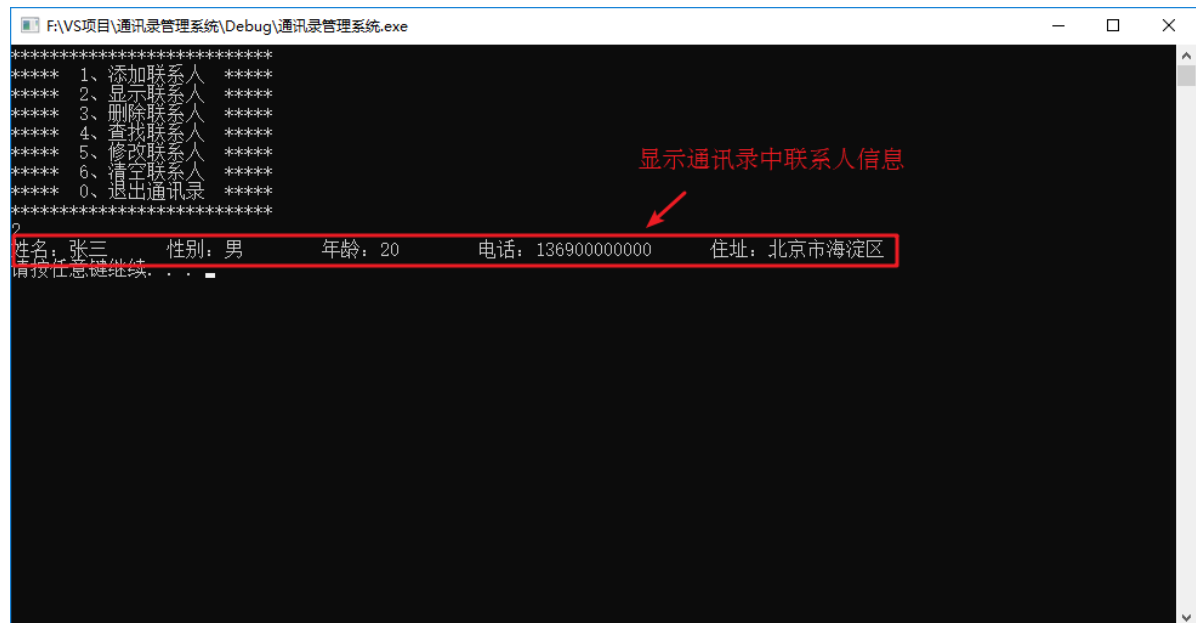 F:\VS项目\通讯录管理系统\Debug\通讯录管理系统.exe
***************************
*****  1、添加联系人  *****
*****  2、显示联系人  *****
*****  3、删除联系人  *****
*****  4、查找联系人  *****
*****  5、修改联系人  *****
*****  6、清空联系人  *****
*****  0、退出通讯录  *****
***************************
显示通讯录中联系人信息
2
姓名：张三 性别：男 年龄：20 电话：136900000000 住址：北京市海淀区
请按任意键继续. . .